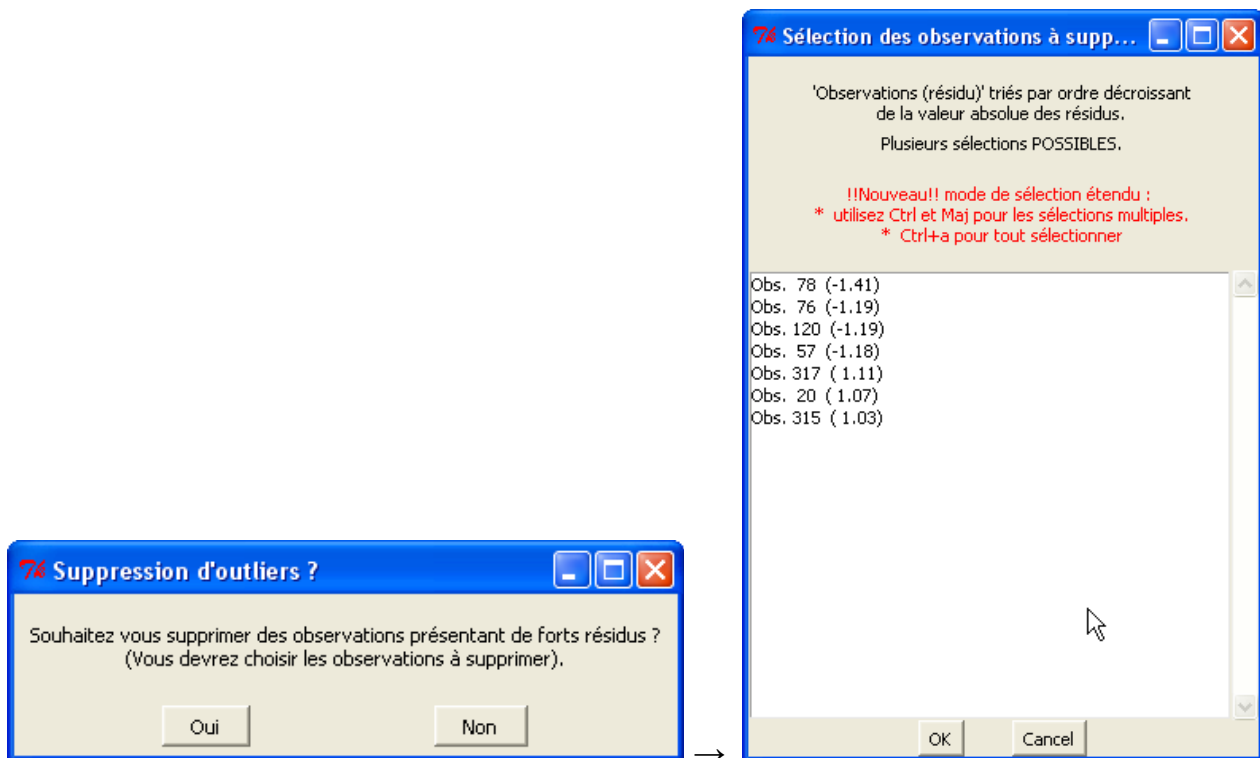 Suppression d'outliers ?
Souhaitez vous supprimer des observations présentant de forts résidus ?
(Vous devrez choisir les observations à supprimer).
Oui
Non
→
Sélection des observations à supp...
'Observations (résidu)' triés par ordre décroissant
de la valeur absolue des résidus.
Plusieurs sélections POSSIBLES.
!!Nouveau!! mode de sélection étendu :
* utilisez Ctrl et Maj pour les sélections multiples.
* Ctrl+a pour tout sélectionner
Obs. 78 (-1.41)
Obs. 76 (-1.19)
Obs. 120 (-1.19)
Obs. 57 (-1.18)
Obs. 317 ( 1.11)
Obs. 20 ( 1.07)
Obs. 315 ( 1.03)
OK
Cancel